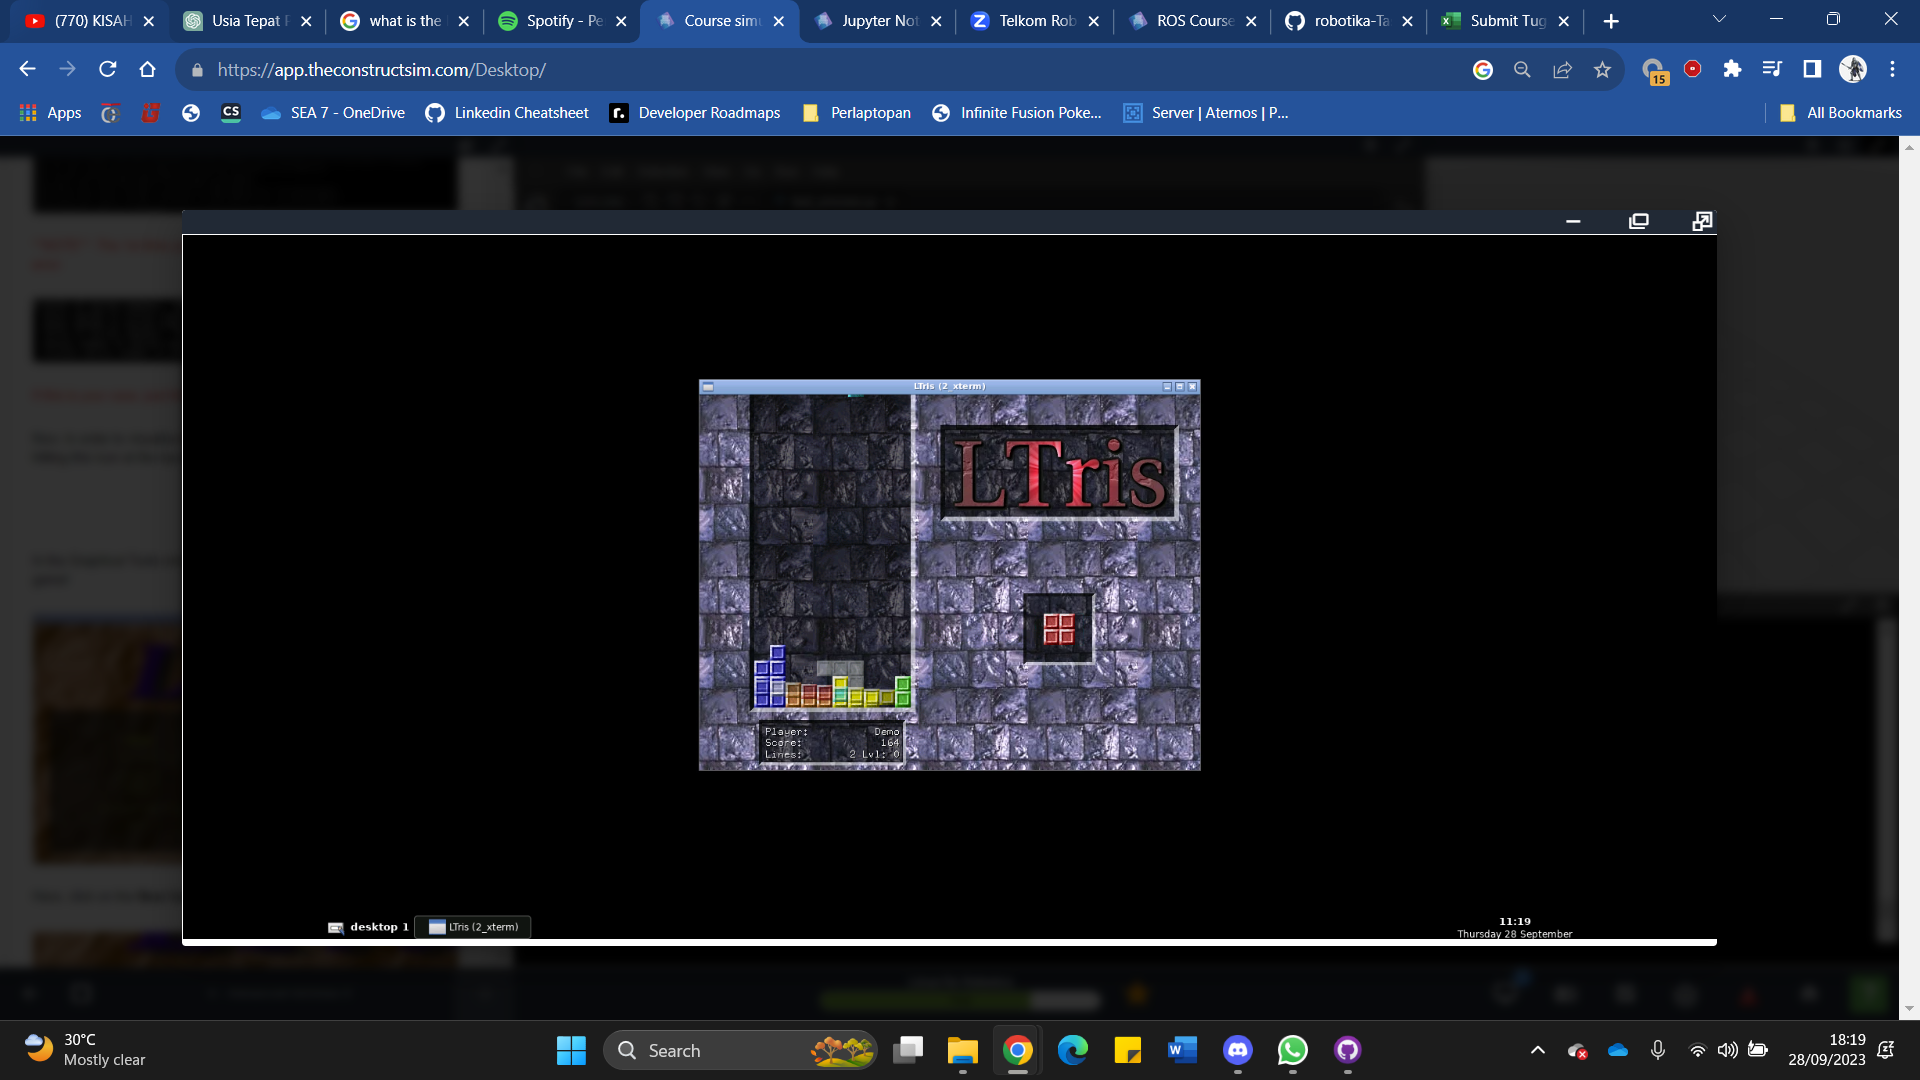 (770) KISAH
Usia Tepat P
what is the
Spotify - Pe
Course simu
Jupyter Not
Telkom Rob
ROS Course
robotika-Ta
Submit Tug
https://app.theconstructsim.com/Desktop/
15
Apps
CS
SEA 7 - OneDrive
Linkedin Cheatsheet
Developer Roadmaps
Perlaptopan
Infinite Fusion Poke...
Server | Aternos | P...
All Bookmarks
LTris (2_xterm)
LTris
Player: Demo
Score: 164
Lines: 2 Lvl: 0
desktop 1
LTris (2_xterm)
11:19
Thursday 28 September
30°C
Mostly clear
Search
18:19
28/09/2023